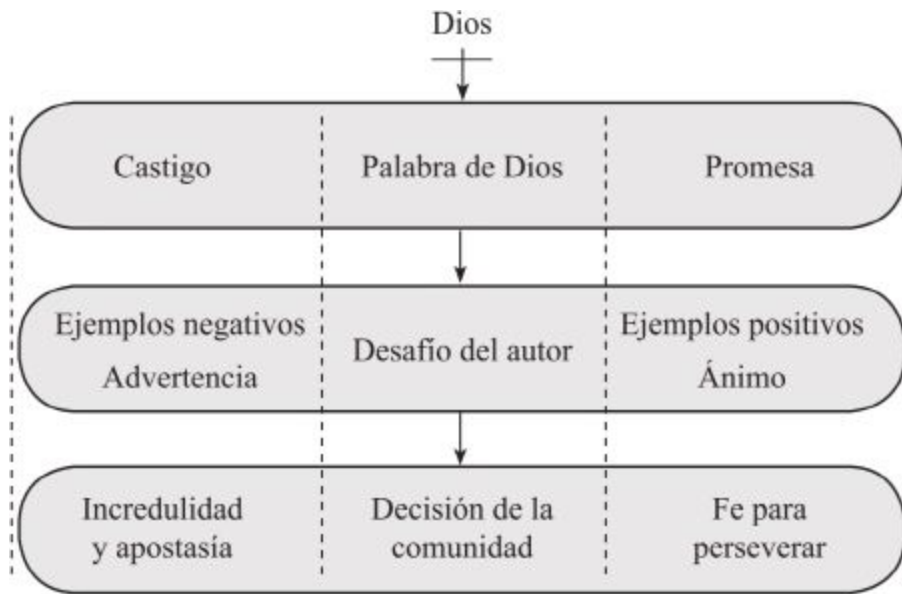 Dios
Castigo
Palabra de Dios
Promesa
Ejemplos negativos
Advertencia
Desafío del autor
Ejemplos positivos
Ánimo
Incredulidad
y apostasía
Decisión de la
comunidad
Fe para
perseverar